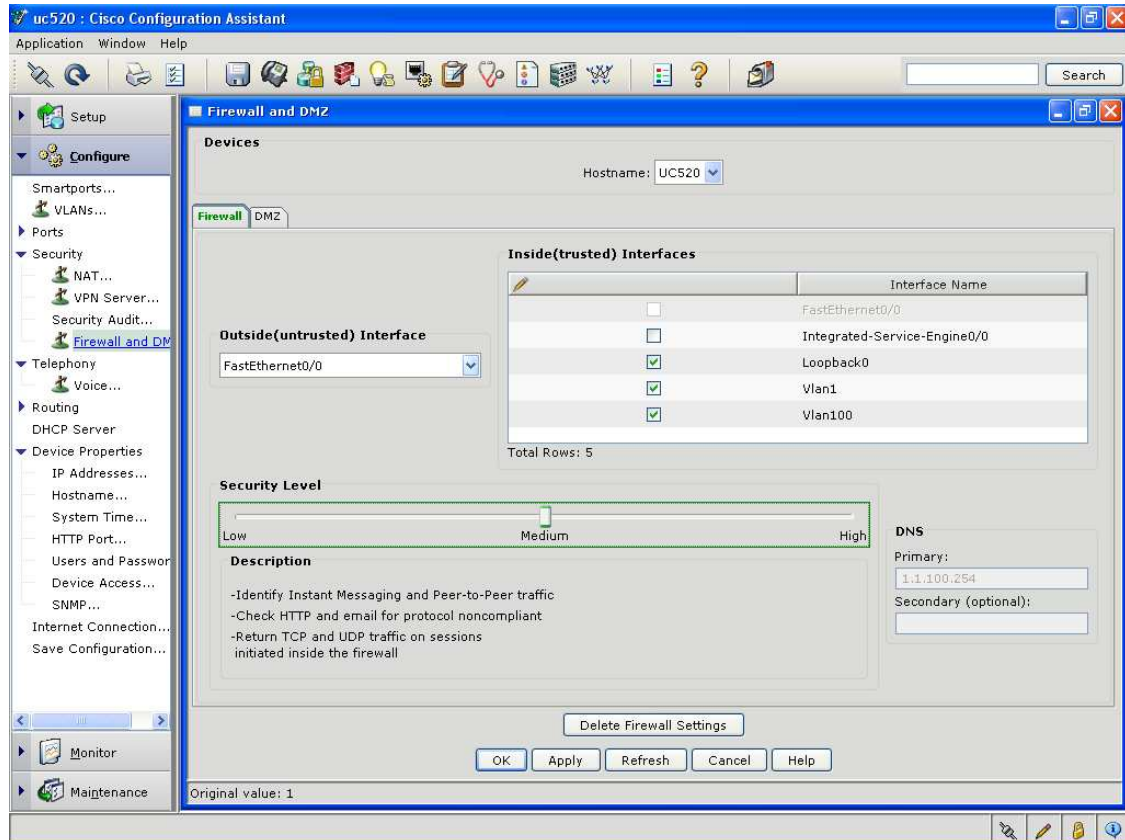 uc520 : Cisco Configuration Assistant
Application Window Help
Search
Setup
Configure
Smartports...
VLANs...
Ports
Security
NAT...
VPN Server...
Security Audit...
Firewall and DM
Telephony
Voice...
Routing
DHCP Server
Device Properties
IP Addresses...
Hostname...
System Time...
HTTP Port...
Users and Passwor
Device Access...
SNMP...
Internet Connection...
Save Configuration...
Monitor
Maintenance
Firewall and DMZ
Devices
Hostname: UC520
Firewall DMZ
Outside(untrusted) Interface
FastEthernet0/0
Inside(trusted) Interfaces
Interface Name
FastEthernet0/0
Integrated-Service-Engine0/0
Loopback0
Vlan1
Vlan100
Total Rows: 5
Security Level
Low Medium High
Description
-Identify Instant Messaging and Peer-to-Peer traffic
-Check HTTP and email for protocol noncompliant
-Return TCP and UDP traffic on sessions
initiated inside the firewall
DNS
Primary:
1.1.100.254
Secondary (optional):
Delete Firewall Settings
OK Apply Refresh Cancel Help
Original value: 1